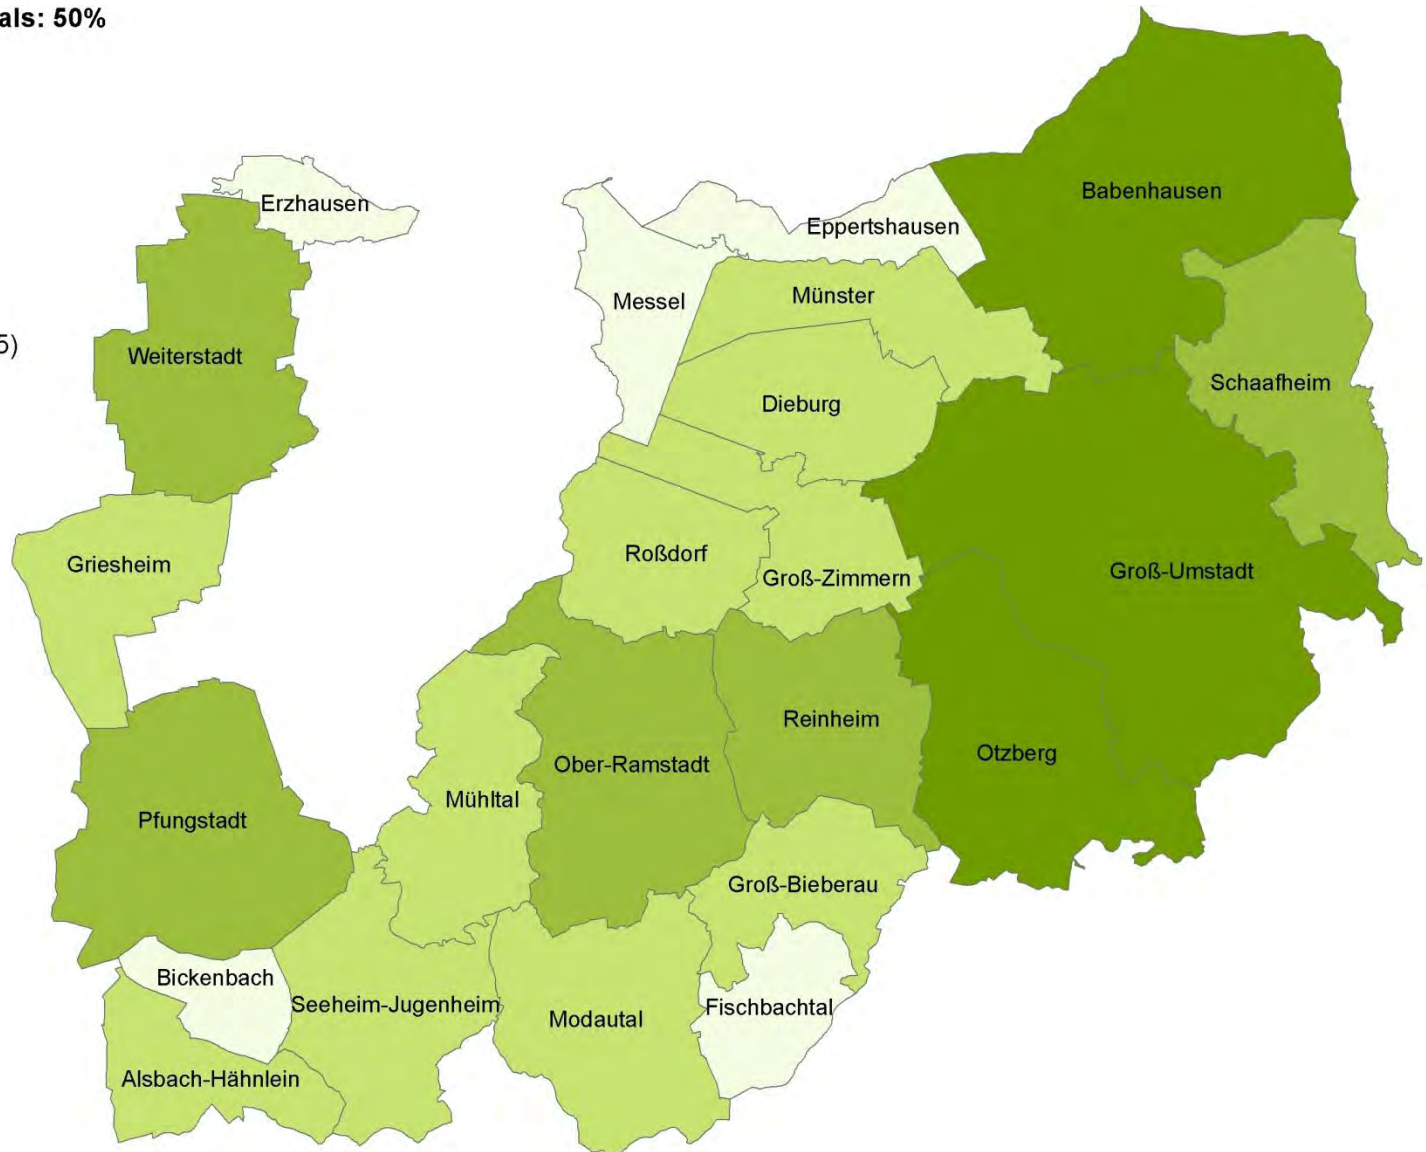 als: 50%
Babenhausen
Erzhausen
Eppertshausen
Münster
Messel
5)
Weiterstadt
Schaafheim
Dieburg
Roßdorf
Griesheim
Groß-Umstadt
Groß-Zimmern
Reinheim
Otzberg
Ober-Ramstadt
Mühltal
Pfungstadt
Groß-Bieberau
Bickenbach
Seeheim-Jugenheim
Fischbachtal
Modautal
Alsbach-Hähnlein